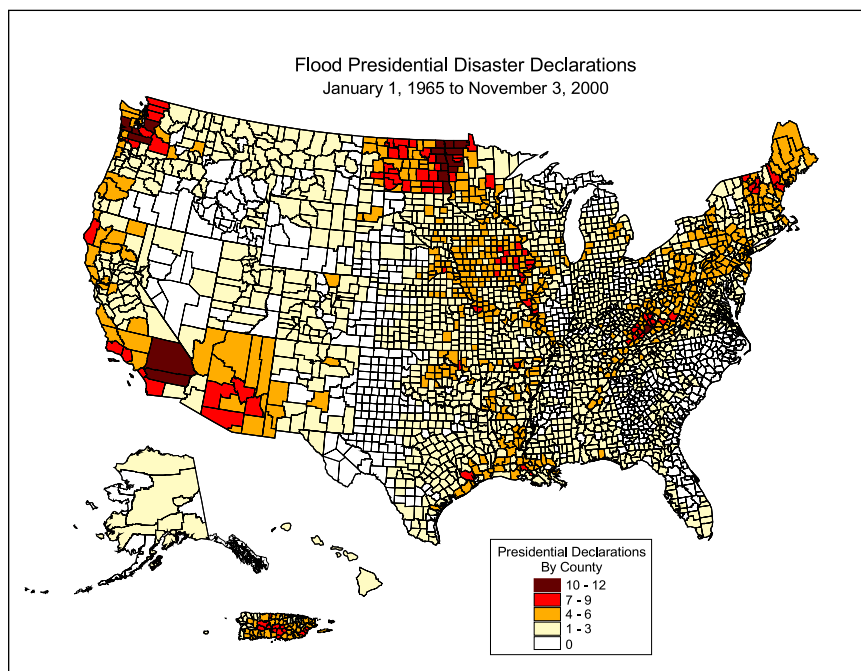 Flood Presidential Disaster Declarations
January 1, 1965 to November 3, 2000
Presidential Declarations
By County
10 - 12
7 - 9
4 - 6
1 - 3
0